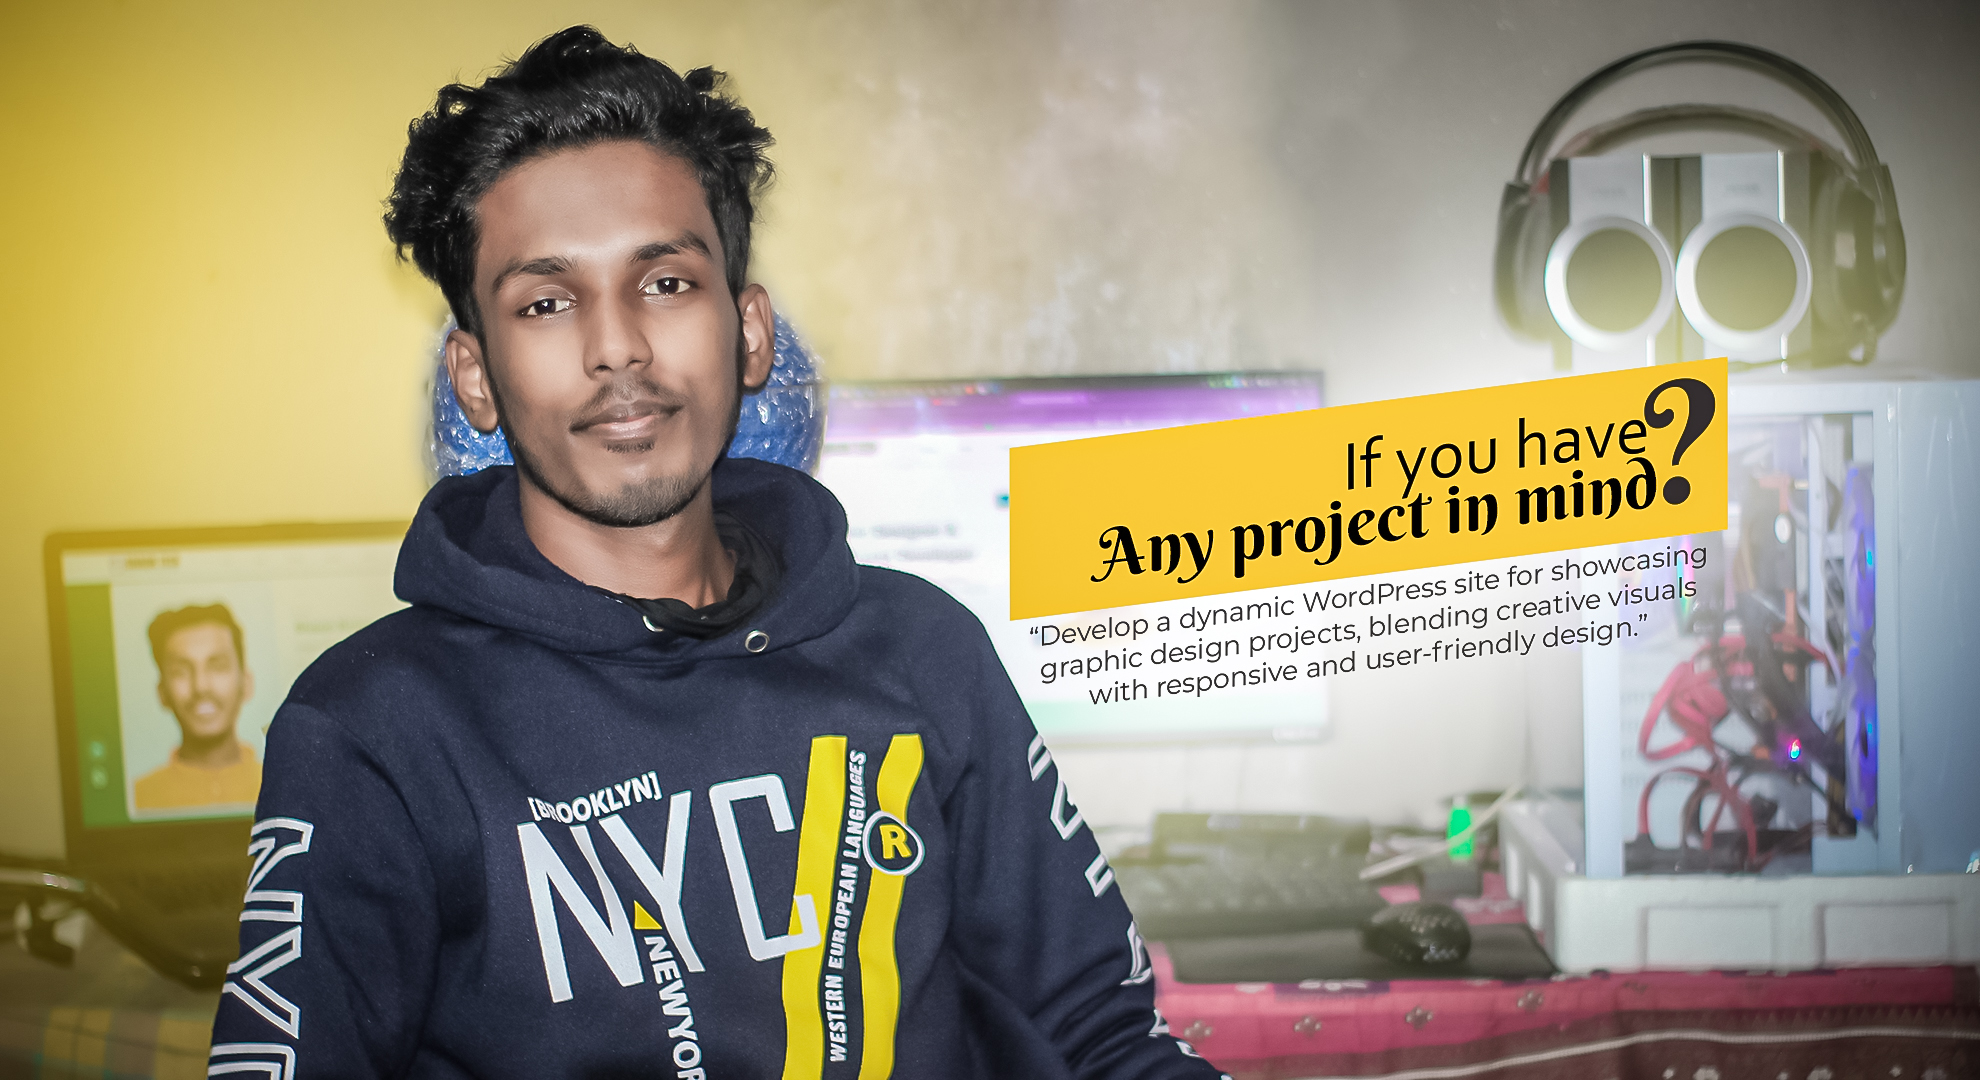 If you have
Any project in mind?
“Develop a dynamic WordPress site for showcasing
graphic design projects, blending creative visuals
with responsive and user-friendly design.”
[BROOKLYN]
NYC
NEWYOR
WESTERN EUROPEAN LANGUAGES
R
NY